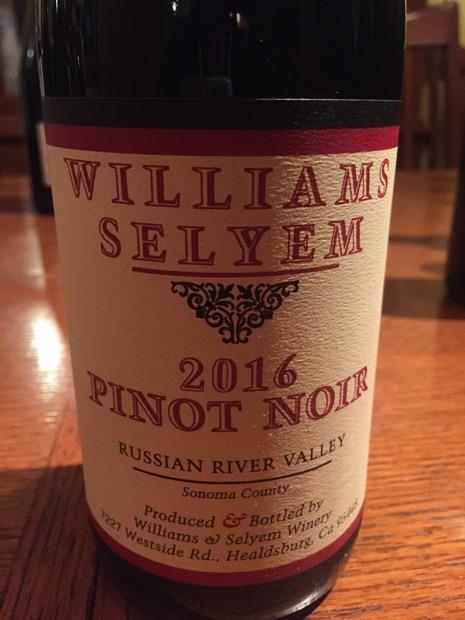 WILLIAMS
SELYEM
2016
PINOT NOIR
RUSSIAN RIVER VALLEY
Sonoma County
Produced & Bottled by
Williams & Selyem Winery
7227 Westside Rd., Healdsburg, Ca 95448